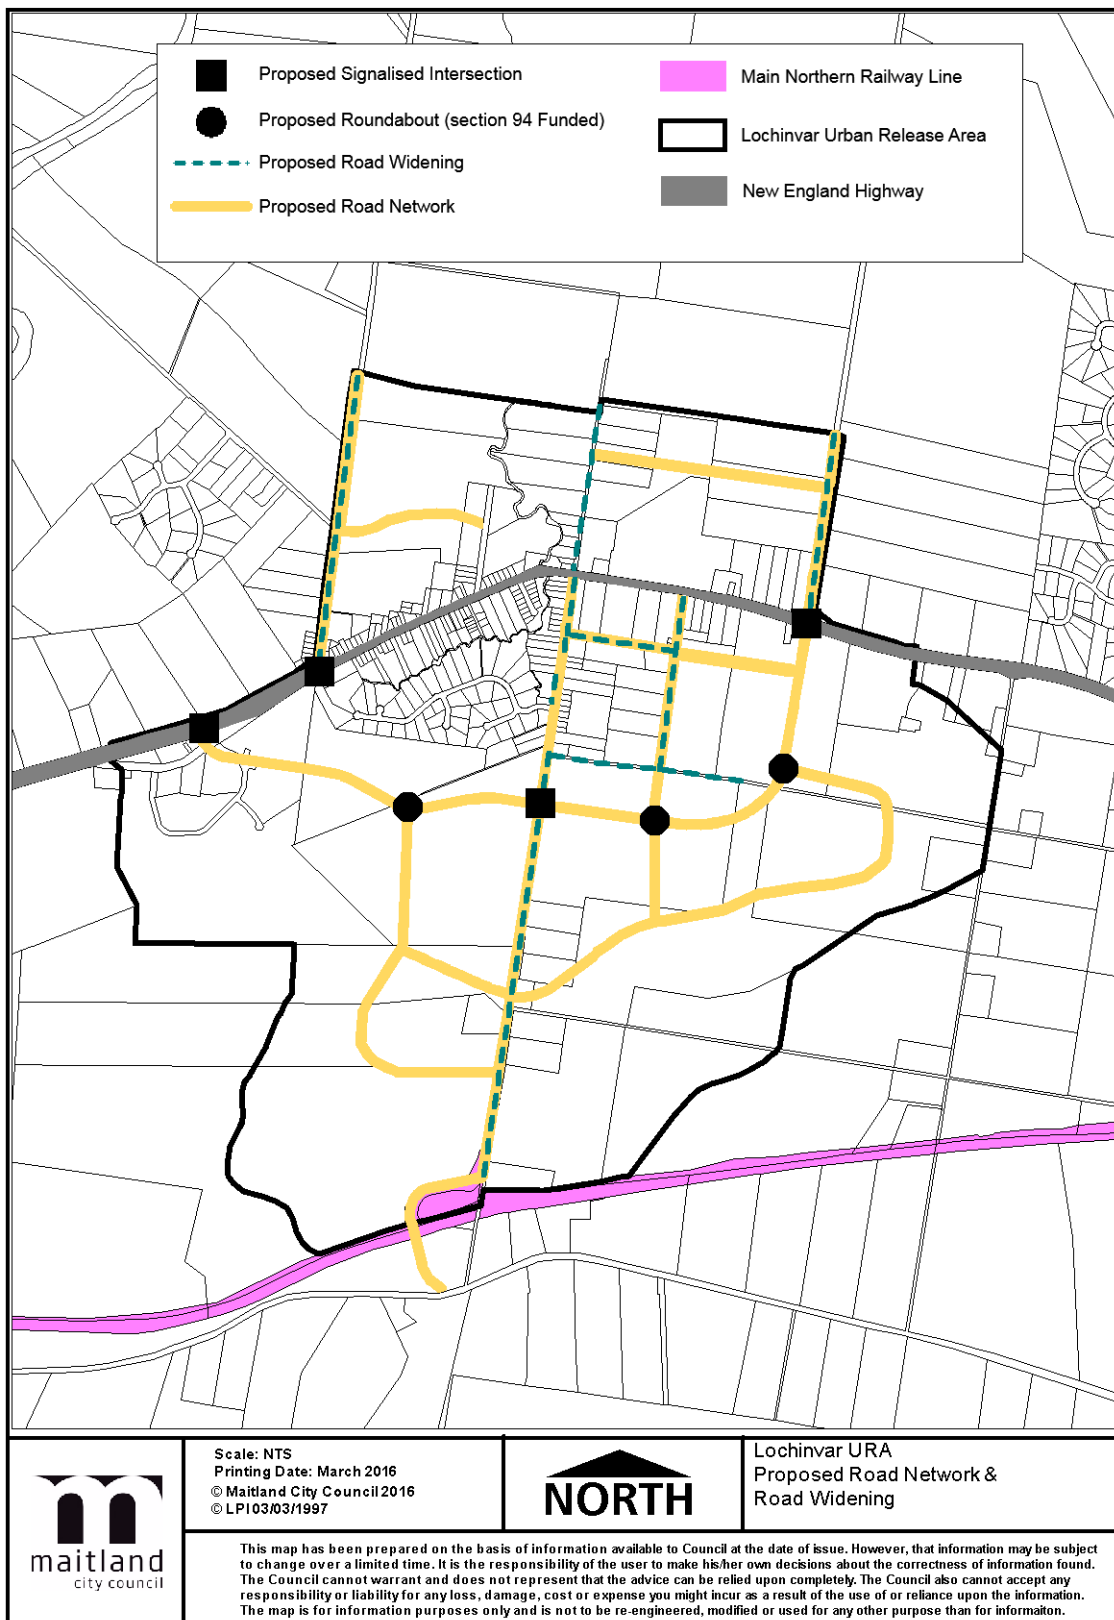 Proposed Signalised Intersection
Proposed Roundabout (section 94 Funded)
Proposed Road Widening
Proposed Road Network
Main Northern Railway Line
Lochinvar Urban Release Area
New England Highway
maitland
city council
Scale: NTS
Printing Date: March 2016
© Maitland City Council 2016
© LPI 03/03/1997
NORTH
Lochinvar URA
Proposed Road Network &
Road Widening
This map has been prepared on the basis of information available to Council at the date of issue. However, that information may be subject
to change over a limited time. It is the responsibility of the user to make his/her own decisions about the correctness of information found.
The Council cannot warrant and does not represent that the advice can be relied upon completely. The Council also cannot accept any
responsibility or liability for any loss, damage, cost or expense you might incur as a result of the use of or reliance upon the information.
The map is for information purposes only and is not to be re-engineered, modified or used for any other purpose than for informaiton.